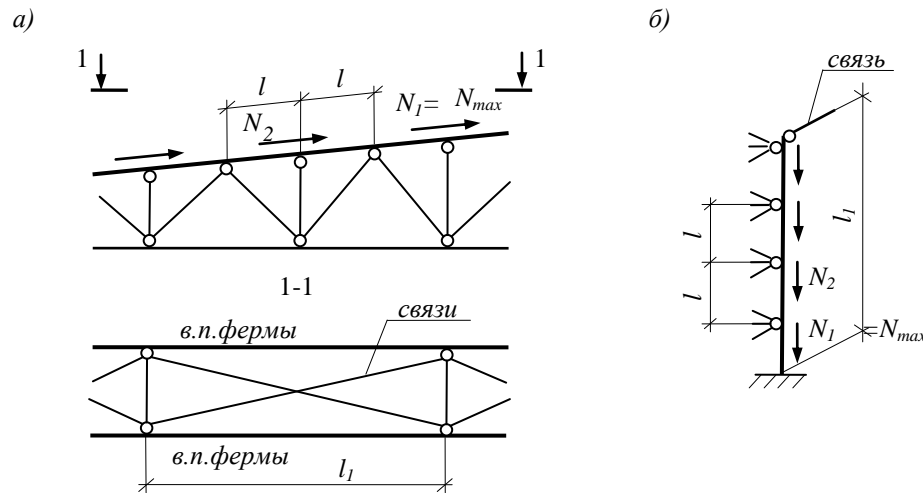 а)
1
1
l
l
N1= Nmax
N2
1-1
связи
в.п.фермы
в.п.фермы
l1
б)
связь
l
l
l1
N2
N1
=Nmax